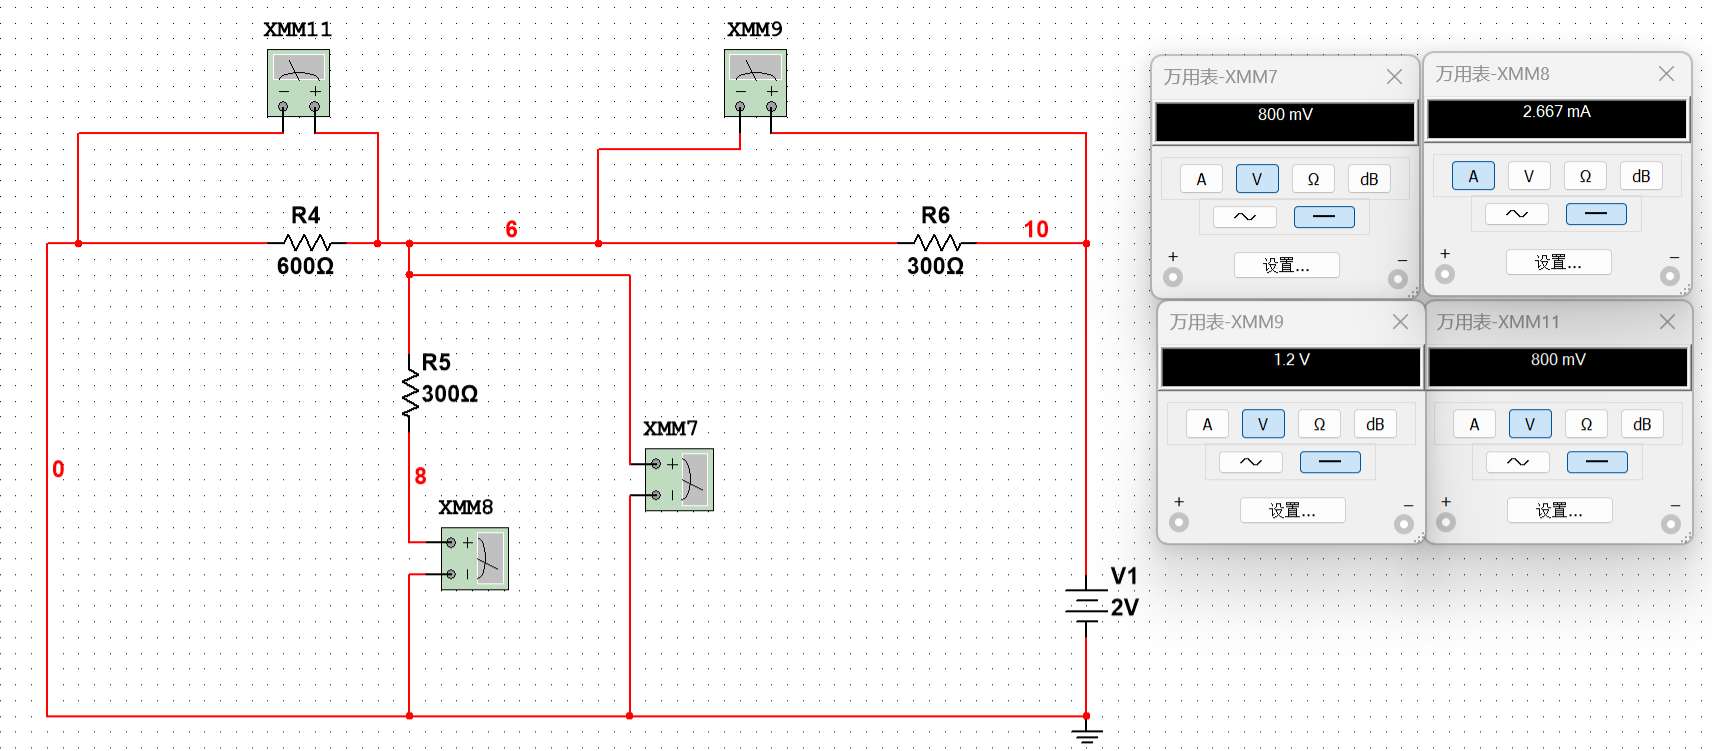 XMM11
XMM9
R4
600Ω
6
R6
300Ω
10
R5
300Ω
0
8
XMM7
XMM8
V1
2V
万用表-XMM7
800 mV
A V Ω dB
+ 设置... −
万用表-XMM8
2.667 mA
A V Ω dB
+ 设置... −
万用表-XMM9
1.2 V
A V Ω dB
+ 设置... −
万用表-XMM11
800 mV
A V Ω dB
+ 设置... −